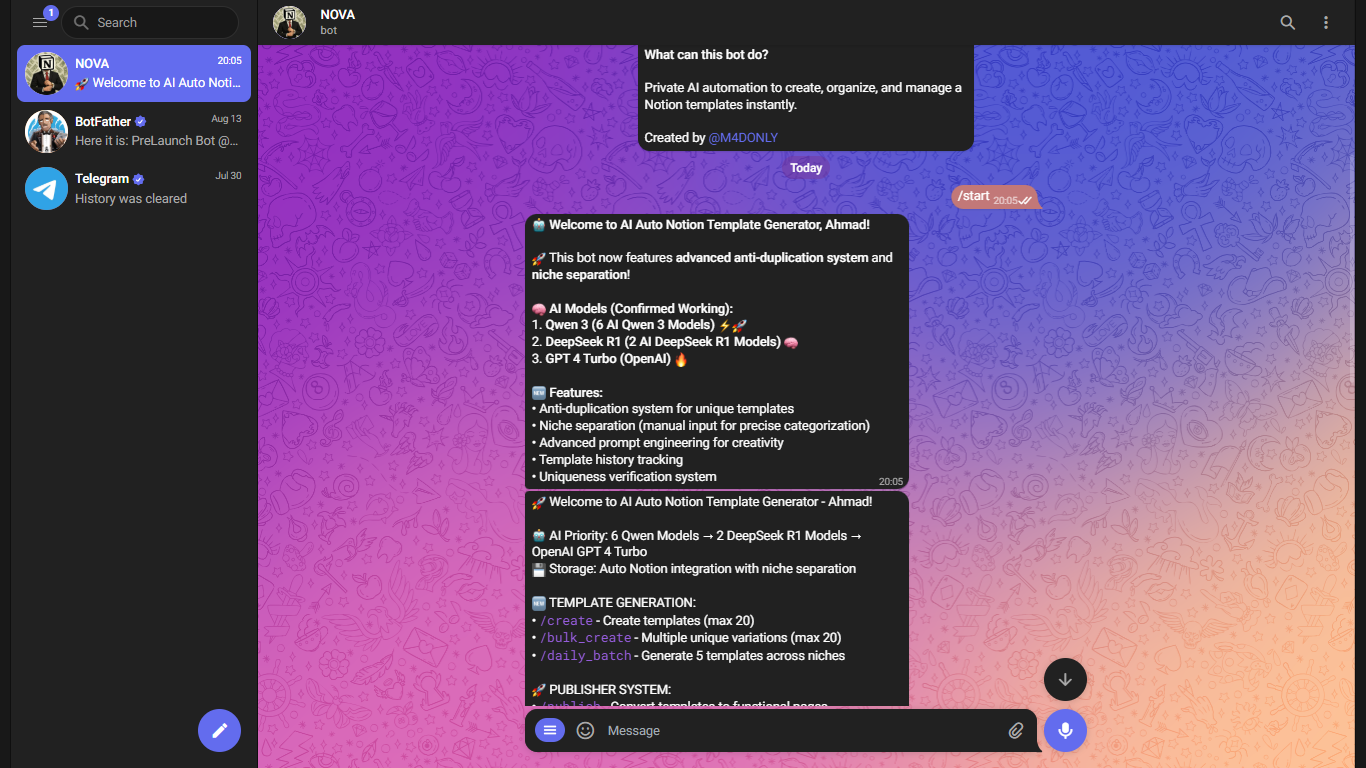 1
Search
NOVA
bot
NOVA
20:05
🚀 Welcome to AI Auto Noti...
BotFather
Aug 13
Here it is: PreLaunch Bot @...
Telegram
Jul 30
History was cleared
What can this bot do?
Private AI automation to create, organize, and manage a
Notion templates instantly.
Created by @M4DONLY
Today
/start 20:05
🤖 Welcome to AI Auto Notion Template Generator, Ahmad!
🚀 This bot now features advanced anti-duplication system and
niche separation!
🧠 AI Models (Confirmed Working):
1. Qwen 3 (6 AI Qwen 3 Models) ⚡🚀
2. DeepSeek R1 (2 AI DeepSeek R1 Models) 🧠
3. GPT 4 Turbo (OpenAI) 🔥
🆕 Features:
• Anti-duplication system for unique templates
• Niche separation (manual input for precise categorization)
• Advanced prompt engineering for creativity
• Template history tracking
• Uniqueness verification system
20:05
🚀 Welcome to AI Auto Notion Template Generator - Ahmad!
🤖 AI Priority: 6 Qwen Models → 2 DeepSeek R1 Models →
OpenAI GPT 4 Turbo
💾 Storage: Auto Notion integration with niche separation
🆕 TEMPLATE GENERATION:
• /create - Create templates (max 20)
• /bulk_create - Multiple unique variations (max 20)
• /daily_batch - Generate 5 templates across niches
🚀 PUBLISHER SYSTEM:
• /publish - Convert templates to functional pages
Message